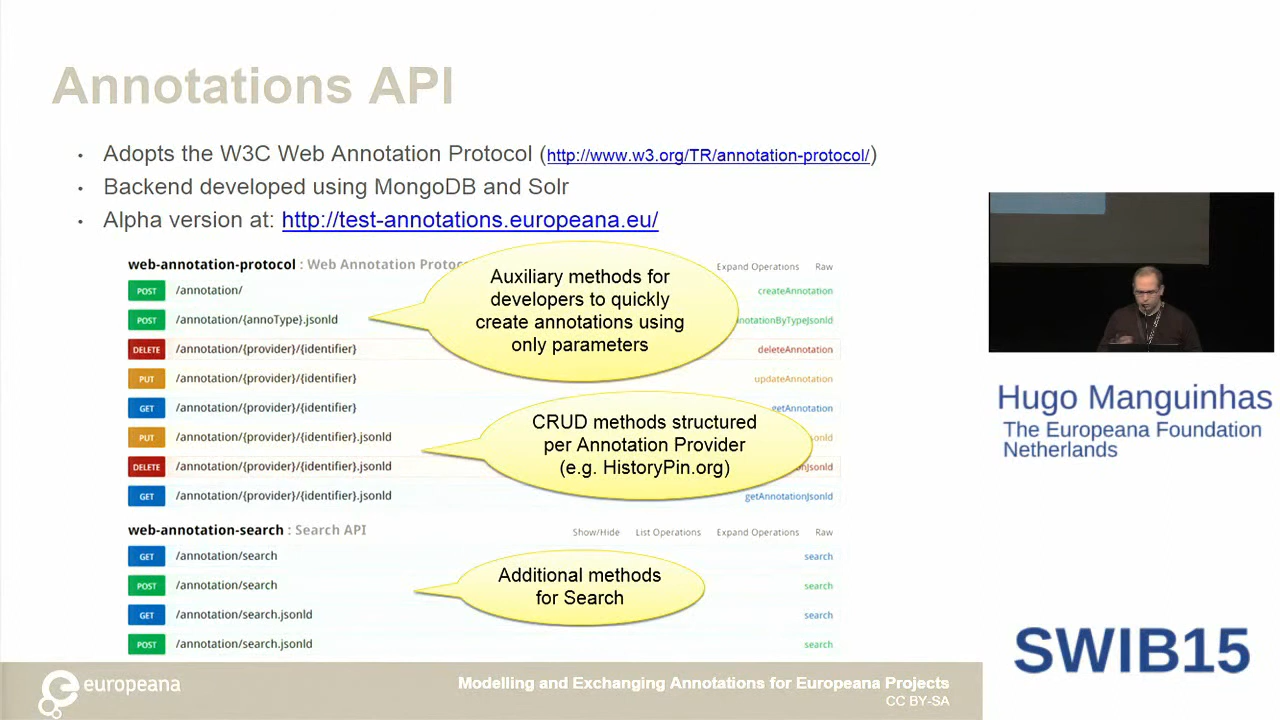 Annotations API
• Adopts the W3C Web Annotation Protocol (http://www.w3.org/TR/annotation-protocol/)
• Backend developed using MongoDB and Solr
• Alpha version at: http://test-annotations.europeana.eu/
web-annotation-protocol : Web Annotation Expand Operations Raw
POST /annotation/ createAnnotation
POST /annotation/{annoType}.jsonld
DELETE /annotation/{provider}/{identifier} deleteAnnotation
PUT /annotation/{provider}/{identifier} updateAnnotation
GET /annotation/{provider}/{identifier} getAnnotation
PUT /annotation/{provider}/{identifier}.jsonld
DELETE /annotation/{provider}/{identifier}.jsonld
GET /annotation/{provider}/{identifier}.jsonld getAnnotationJsonld
Auxiliary methods for
developers to quickly
create annotations using
only parameters
CRUD methods structured
per Annotation Provider
(e.g. HistoryPin.org)
web-annotation-search : Search API Show/Hide List Operations Expand Operations Raw
GET /annotation/search search
POST /annotation/search search
GET /annotation/search.jsonld search
POST /annotation/search.jsonld search
Additional methods
for Search
europeana
Modelling and Exchanging Annotations for Europeana Projects
CC BY-SA
Hugo Manguinhas
The Europeana Foundation
Netherlands
SWIB15